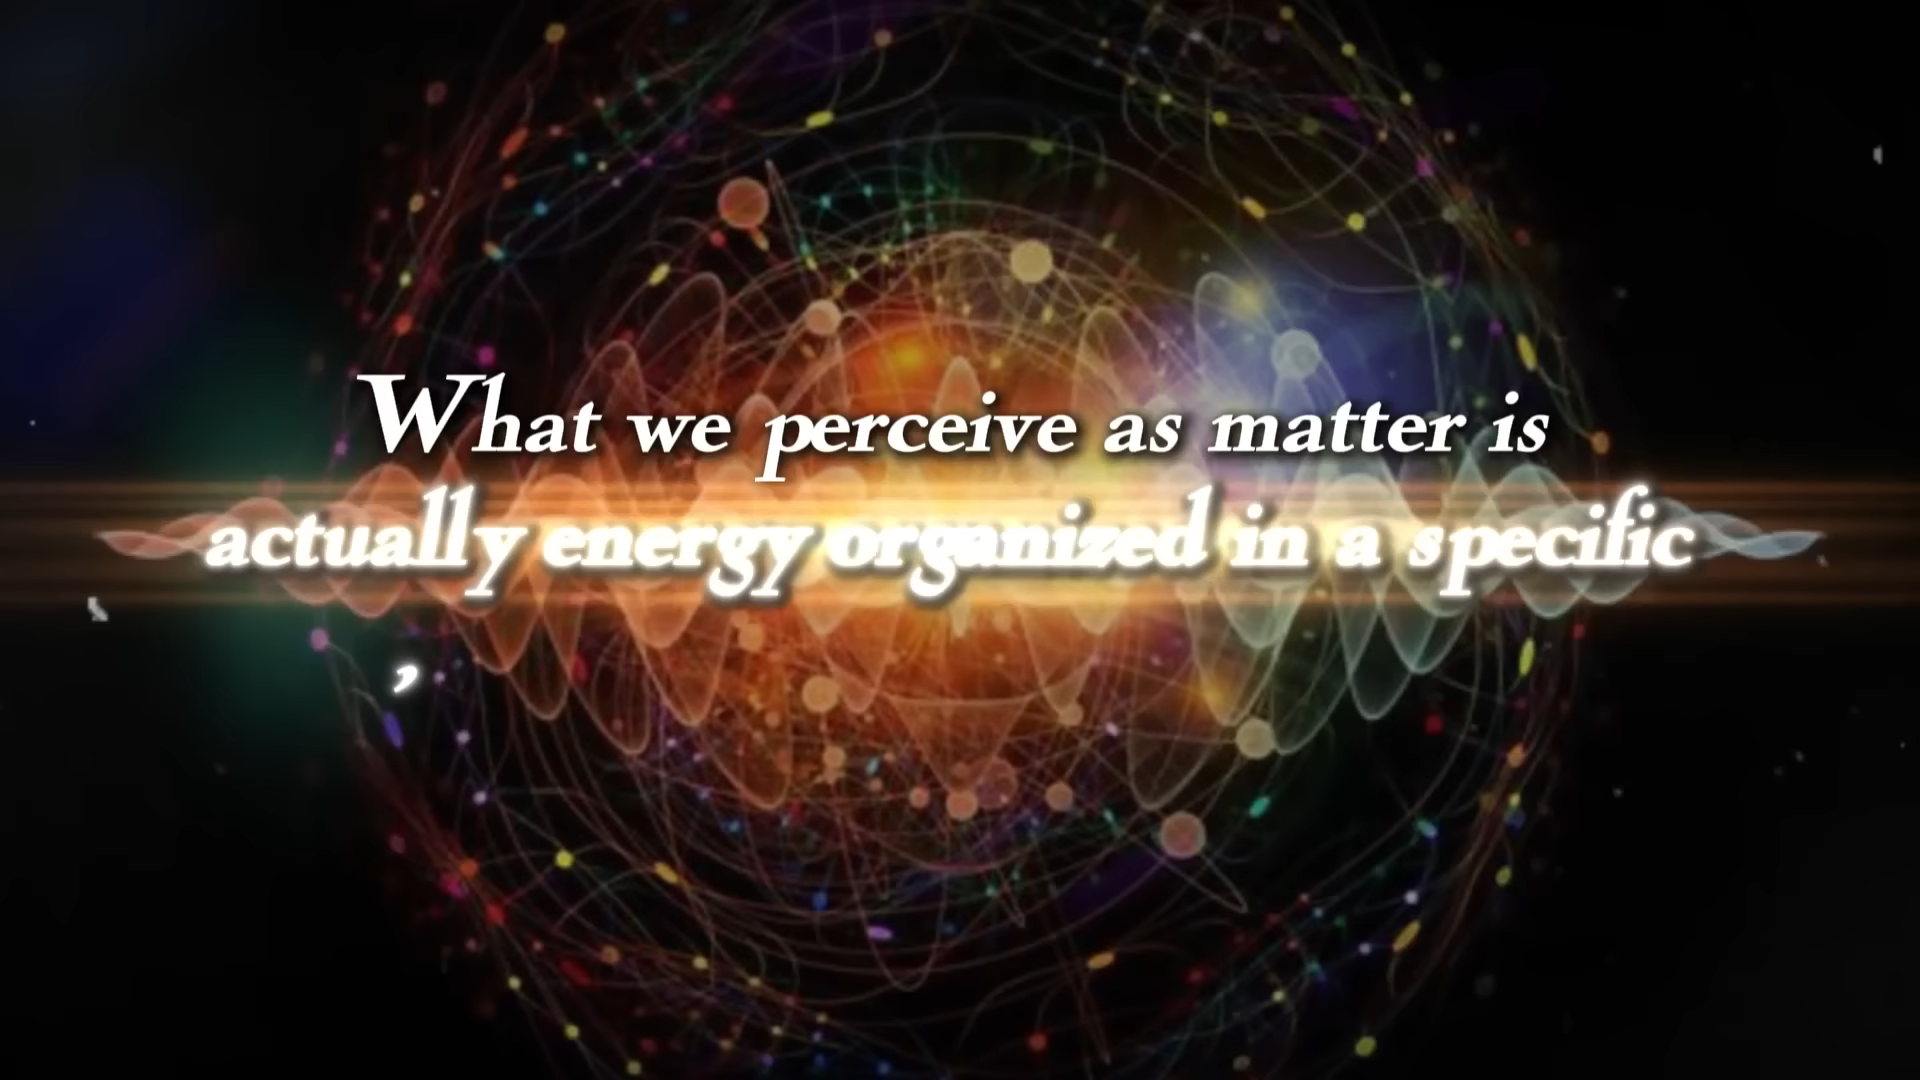 What we perceive as matter is
actually energy organized in a specific
,